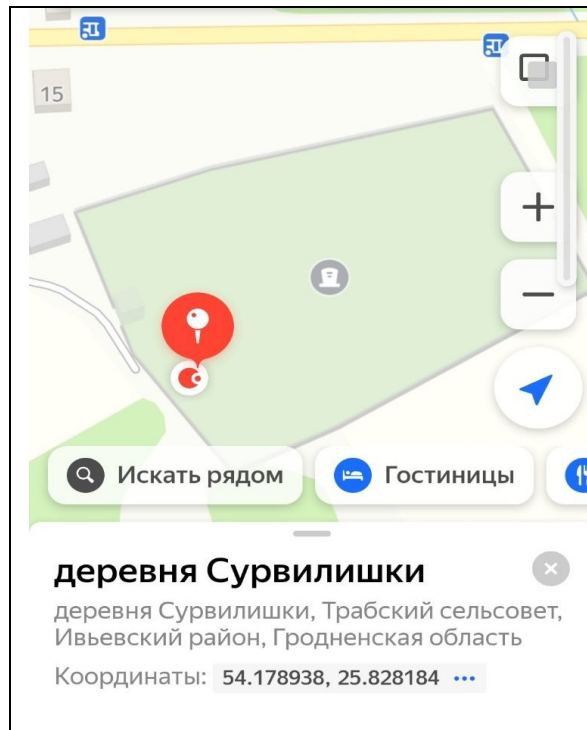 15
Искать рядом
Гостиницы
деревня Сурвилишки
деревня Сурвилишки, Трабский сельсовет,
Ивьевский район, Гродненская область
Координаты: 54.178938, 25.828184